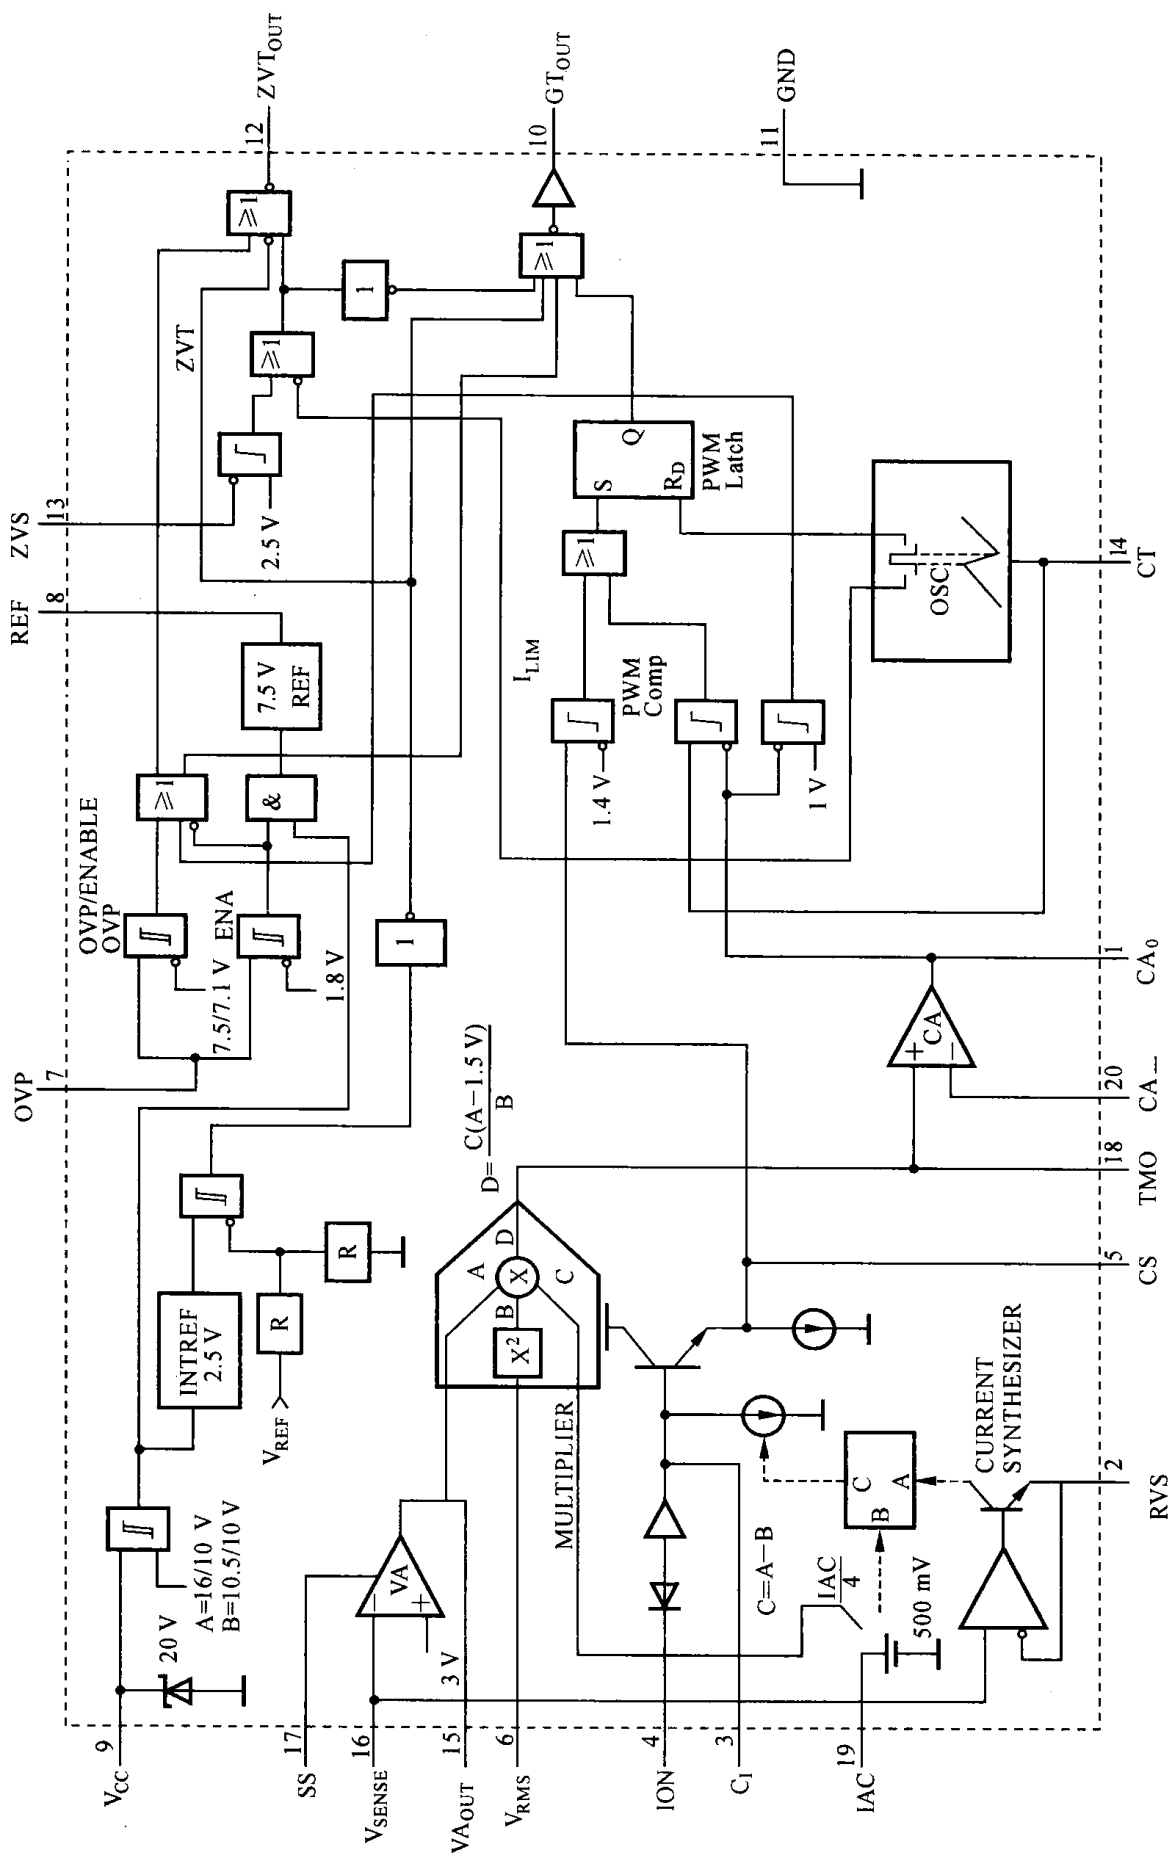 V_CC
9
20 V
A=16/10 V
B=10.5/10 V
INTREF
2.5 V
V_REF
R
R
OVP
7
OVP/ENABLE
OVP
7.5/7.1 V
ENA
1.8 V
≥1
&
7.5 V
REF
REF
8
ZVS
13
2.5 V
ZVT
≥1
≥1
12
ZVT_OUT
1
1
SS
17
V_SENSE
16
VA
−
+
3 V
VA_OUT
15
V_RMS
6
X²
B
X
A
D
C
MULTIPLIER
D=C(A−1.5 V)/B
I_LIM
1.4 V
PWM
Comp
1 V
≥1
S
Q
R_D
PWM
Latch
≥1
10
GT_OUT
11
GND
OSC
14
CT
ION
4
C_I
3
IAC
19
C=A−B
IAC/4
500 mV
C
B
A
CURRENT
SYNTHESIZER
2
RVS
5
CS
18
TMO
20
CA−
+
−
CA
1
CA₀